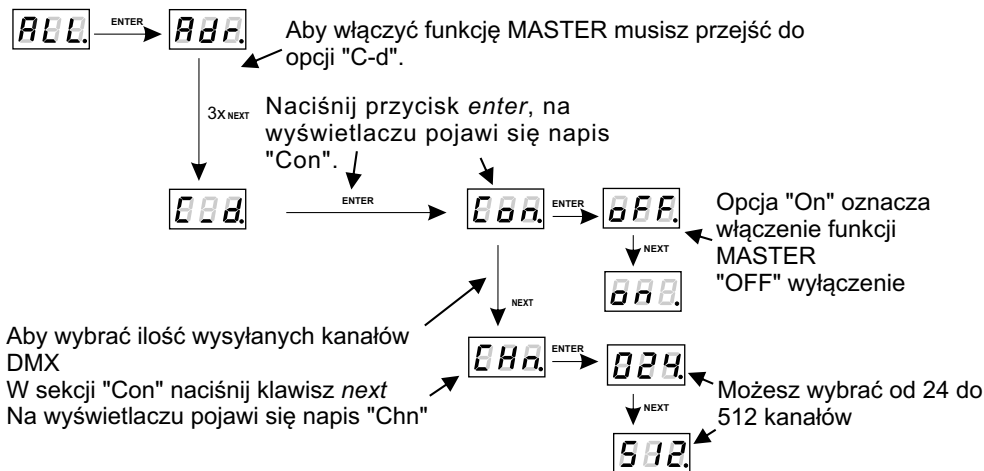 ALL. ENTER Adr.
Aby włączyć funkcję MASTER musisz przejść do
opcji "C-d".
3x NEXT
Naciśnij przycisk enter, na
wyświetlaczu pojawi się napis
"Con".
C_d. ENTER Con. ENTER oFF.
Opcja "On" oznacza
włączenie funkcji
MASTER
"OFF" wyłączenie
NEXT
on.
NEXT
Aby wybrać ilość wysyłanych kanałów
DMX
W sekcji "Con" naciśnij klawisz next
Na wyświetlaczu pojawi się napis "Chn"
CHn. ENTER 024.
Możesz wybrać od 24 do
512 kanałów
NEXT
512.